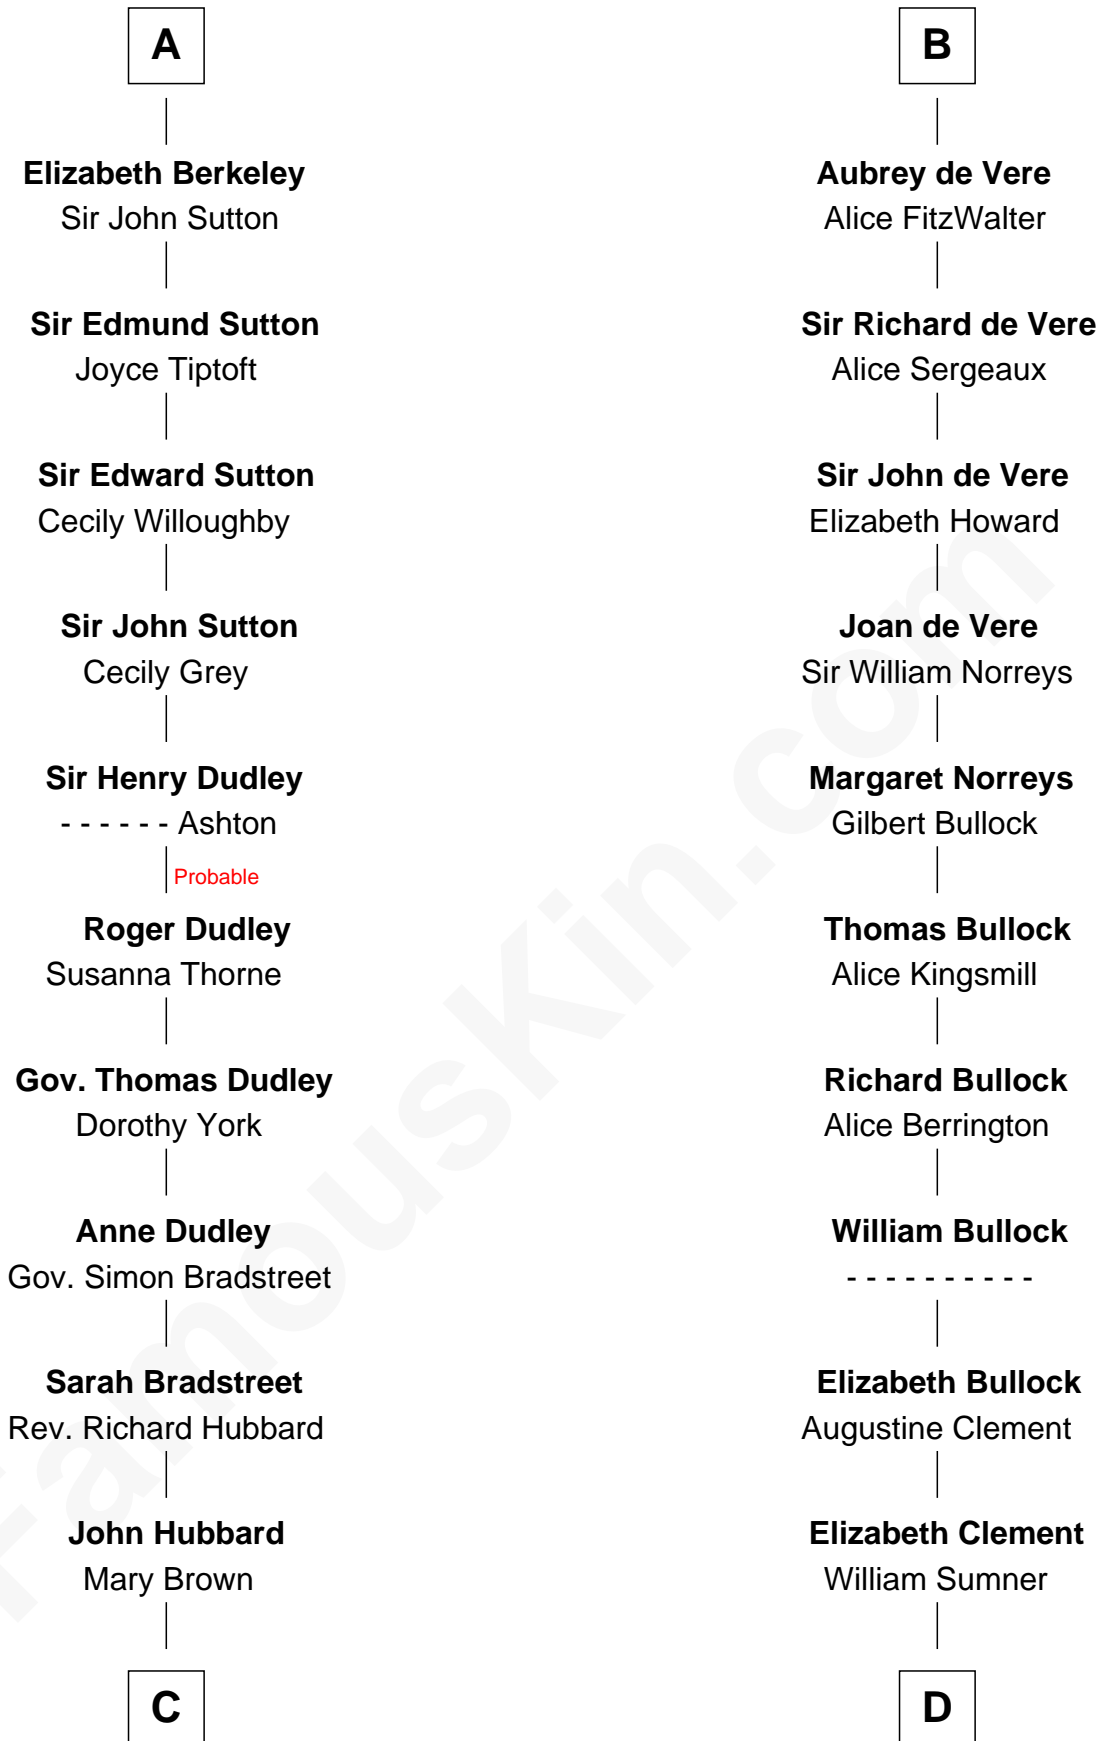 A
Elizabeth Berkeley
Sir John Sutton
Sir Edmund Sutton
Joyce Tiptoft
Sir Edward Sutton
Cecily Willoughby
Sir John Sutton
Cecily Grey
Sir Henry Dudley
- - - - - - Ashton
Probable
Roger Dudley
Susanna Thorne
Gov. Thomas Dudley
Dorothy York
Anne Dudley
Gov. Simon Bradstreet
Sarah Bradstreet
Rev. Richard Hubbard
John Hubbard
Mary Brown
C
B
Aubrey de Vere
Alice FitzWalter
Sir Richard de Vere
Alice Sergeaux
Sir John de Vere
Elizabeth Howard
Joan de Vere
Sir William Norreys
Margaret Norreys
Gilbert Bullock
Thomas Bullock
Alice Kingsmill
Richard Bullock
Alice Berrington
William Bullock
- - - - - - - - - -
Elizabeth Bullock
Augustine Clement
Elizabeth Clement
William Sumner
D
FamousKin.com